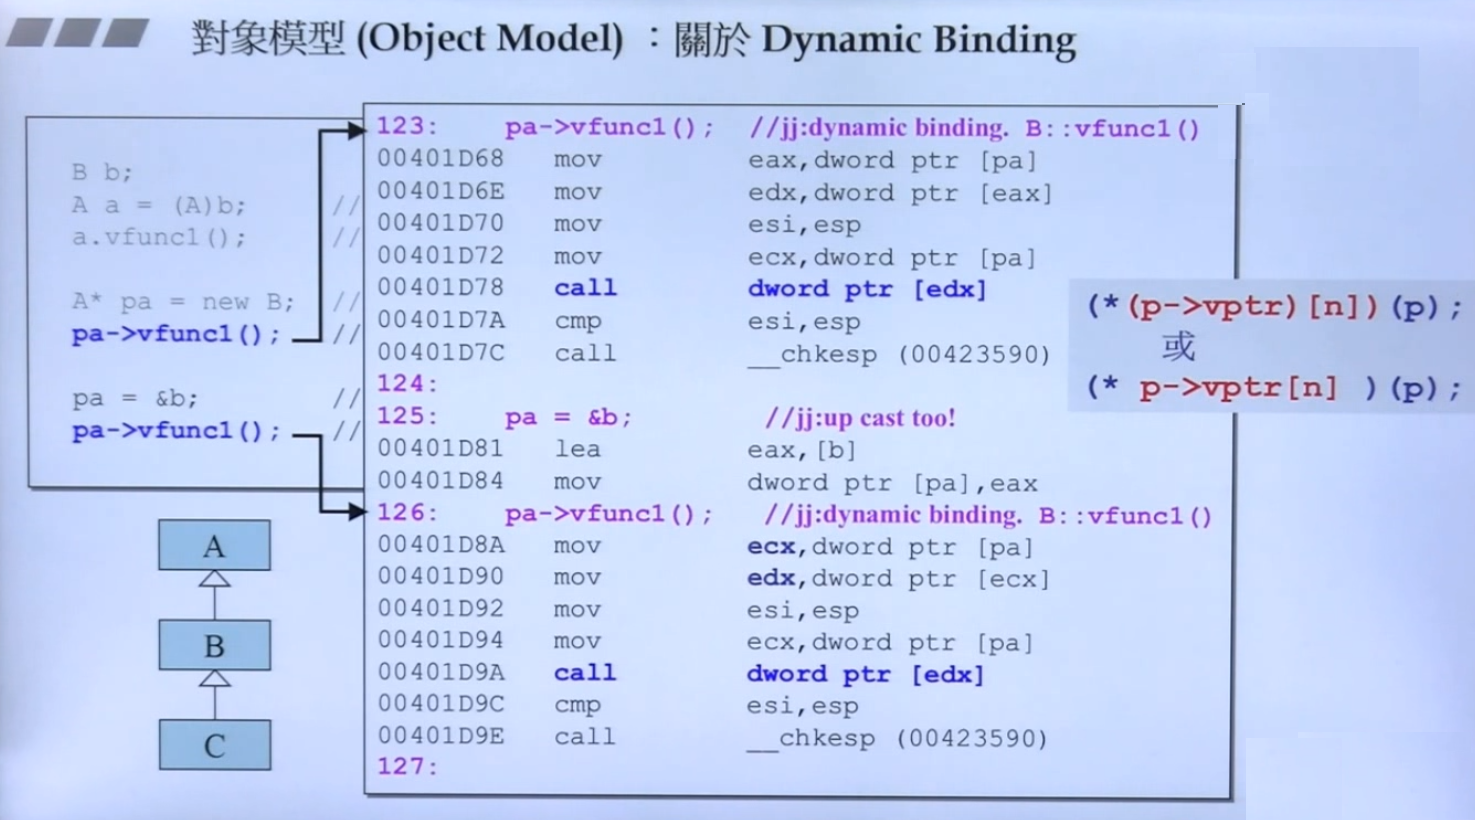 對象模型 (Object Model) ：關於 Dynamic Binding
B b;
A a = (A)b; //
a.vfunc1(); //
A* pa = new B; //
pa->vfunc1(); //
pa = &b; //
pa->vfunc1(); //
A
B
C
123: pa->vfunc1(); //jj:dynamic binding. B::vfunc1()
00401D68 mov eax,dword ptr [pa]
00401D6E mov edx,dword ptr [eax]
00401D70 mov esi,esp
00401D72 mov ecx,dword ptr [pa]
00401D78 call dword ptr [edx]
00401D7A cmp esi,esp
00401D7C call __chkesp (00423590)
124:
125: pa = &b; //jj:up cast too!
00401D81 lea eax,[b]
00401D84 mov dword ptr [pa],eax
126: pa->vfunc1(); //jj:dynamic binding. B::vfunc1()
00401D8A mov ecx,dword ptr [pa]
00401D90 mov edx,dword ptr [ecx]
00401D92 mov esi,esp
00401D94 mov ecx,dword ptr [pa]
00401D9A call dword ptr [edx]
00401D9C cmp esi,esp
00401D9E call __chkesp (00423590)
127:
(*(p->vptr)[n])(p);
或
(* p->vptr[n] )(p);